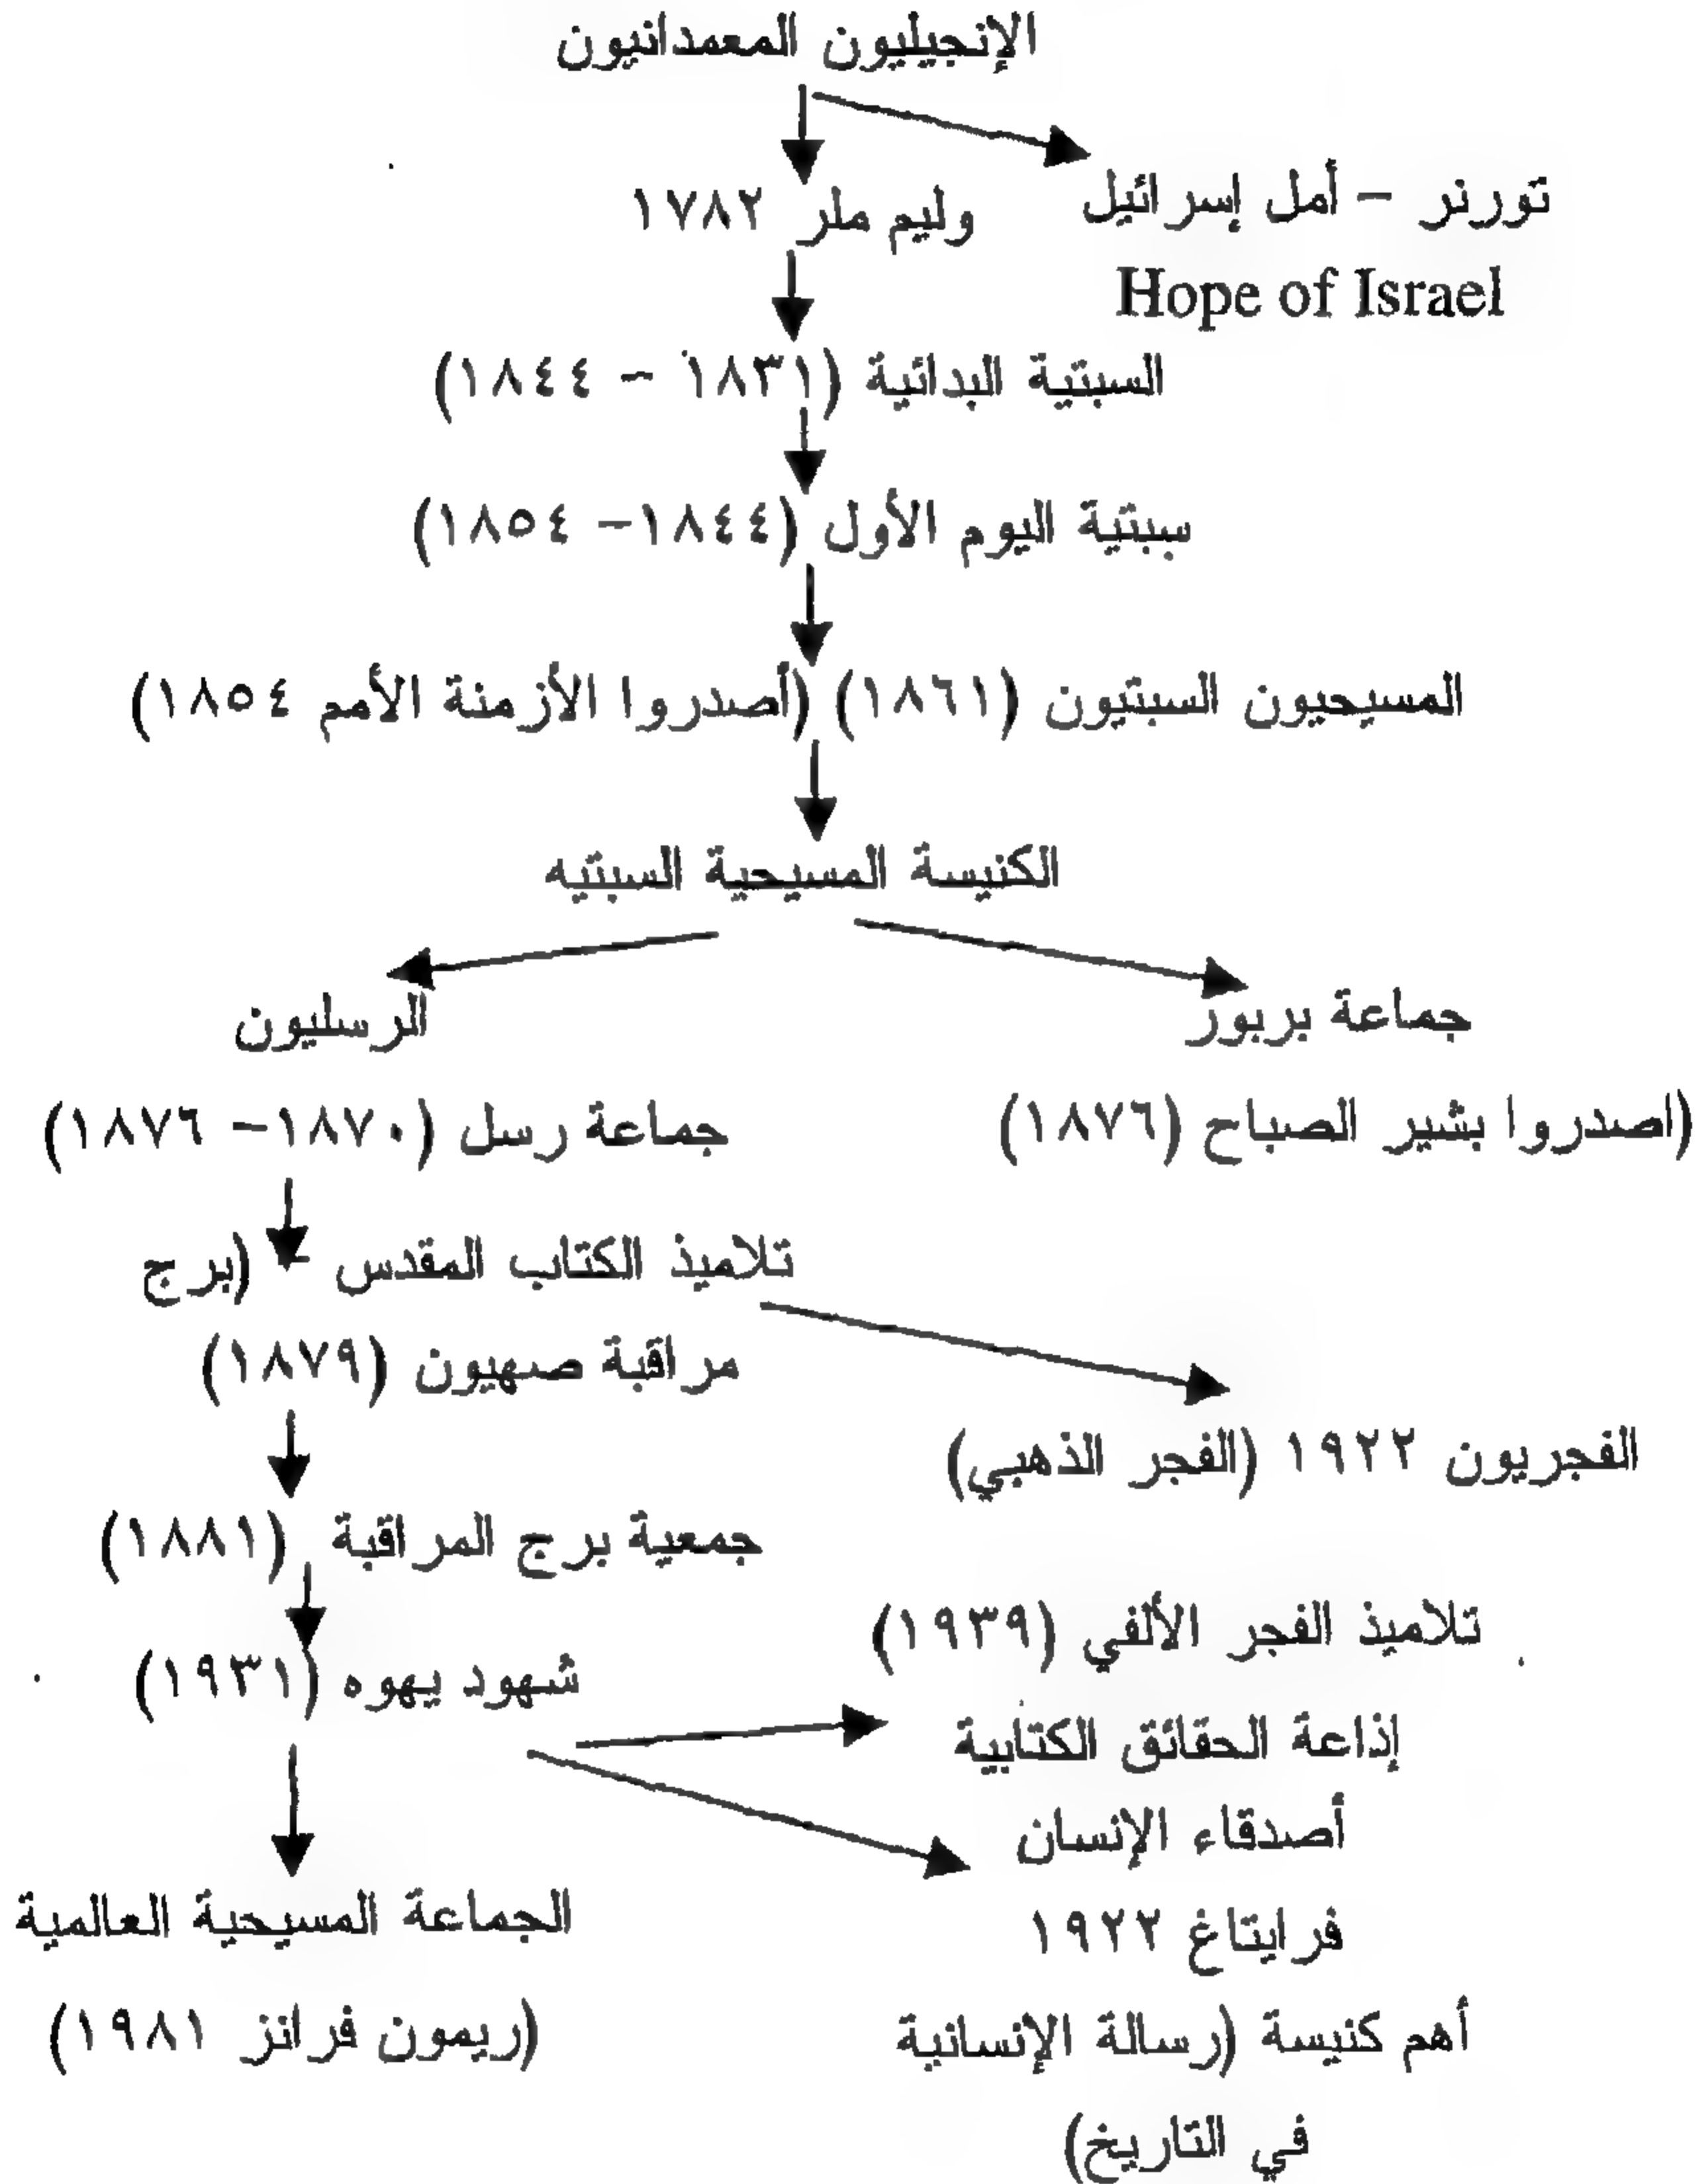 الإنجيليون المعمدانيون
تورنر – أمل إسرائيل
Hope of Israel
وليم ملر ١٧٨٢
السبتية البدائية (١٨٣١ – ١٨٤٤)
سبتية اليوم الأول (١٨٤٤– ١٨٥٤)
المسيحيون السبتيون (١٨٦١) (أصدروا الأزمنة الأمم ١٨٥٤)
الكنيسة المسيحية السبتيه
جماعة بربور
(اصدروا بشير الصباح (١٨٧٦)
الرسليون
جماعة رسل (١٨٧٠– ١٨٧٦)
تلاميذ الكتاب المقدس – (برج
مراقبة صهيون (١٨٧٩)
الفجريون ١٩٢٢ (الفجر الذهبي)
جمعية برج المراقبة (١٨٨١)
تلاميذ الفجر الألفي (١٩٣٩)
شهود يهوه (١٩٣١)
إذاعة الحقائق الكتابية
أصدقاء الإنسان
فرايتاغ ١٩٢٢
أهم كنيسة (رسالة الإنسانية
في التاريخ)
الجماعة المسيحية العالمية
(ريمون فرانز ١٩٨١)